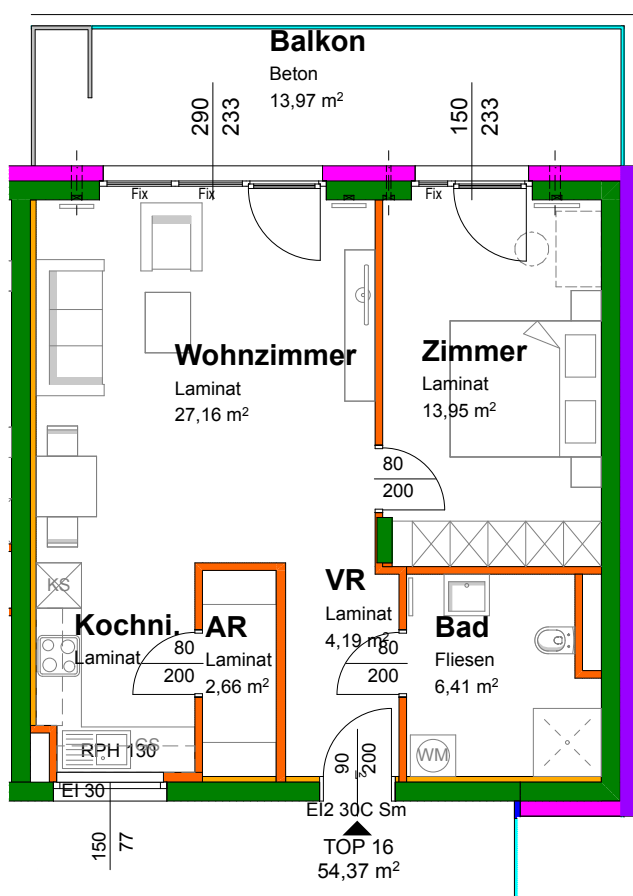 Balkon
Beton
13,97 m²
290
233
150
233
Fix
Fix
Fix
Wohnzimmer
Laminat
27,16 m²
Zimmer
Laminat
13,95 m²
80
200
KS
VR
Laminat
4,19 m²
Kochni.
Laminat
AR
Laminat
2,66 m²
80
200
Bad
Fliesen
6,41 m²
80
200
GS
RPH 130
WM
EI 30
90
200
EI2 30C Sm
150
77
TOP 16
54,37 m²